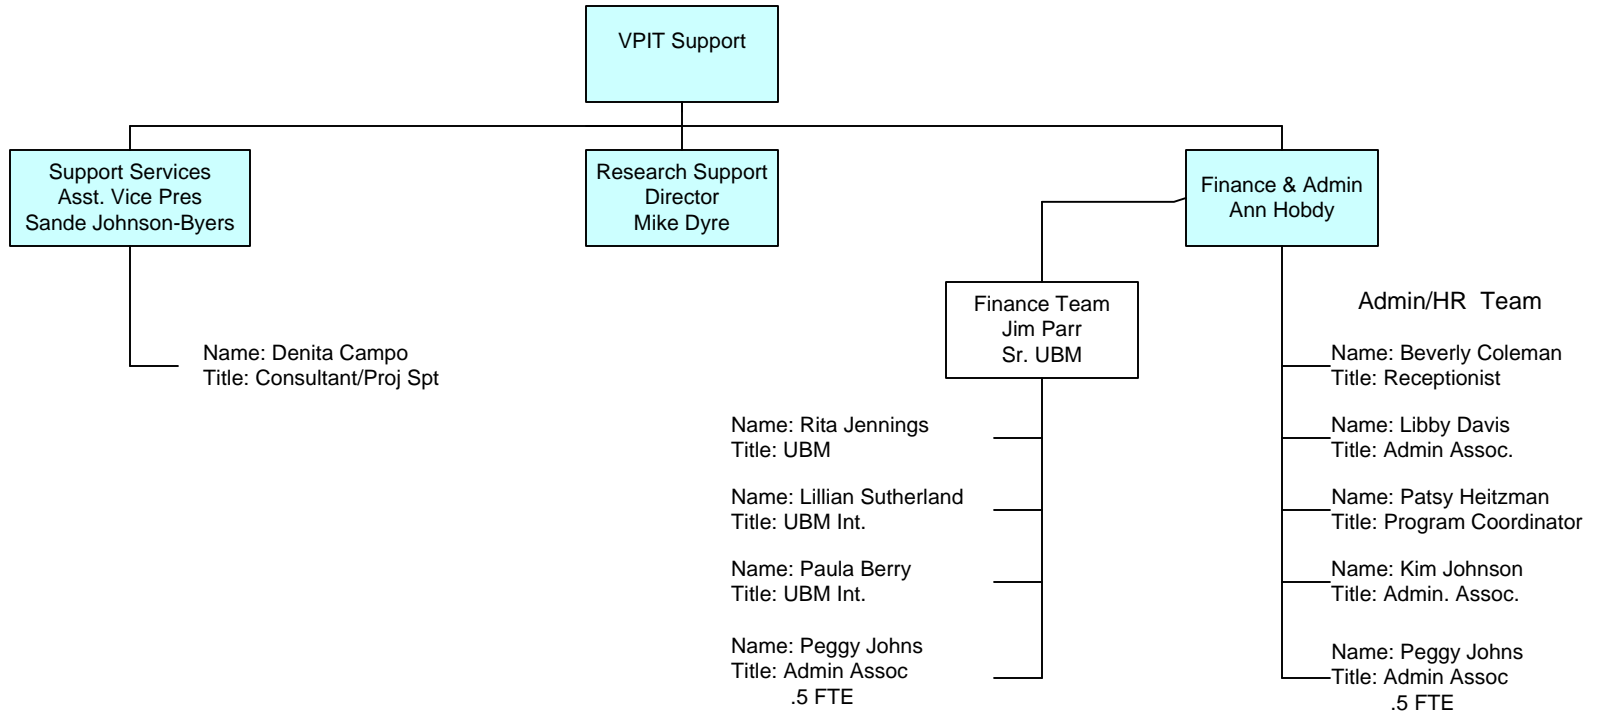 VPIT Support
Support Services
Asst. Vice Pres
Sande Johnson-Byers
Research Support
Director
Mike Dyre
Finance & Admin
Ann Hobdy
Name: Denita Campo
Title: Consultant/Proj Spt
Finance Team
Jim Parr
Sr. UBM
Name: Rita Jennings
Title: UBM
Name: Lillian Sutherland
Title: UBM Int.
Name: Paula Berry
Title: UBM Int.
Name: Peggy Johns
Title: Admin Assoc
.5 FTE
Admin/HR Team
Name: Beverly Coleman
Title: Receptionist
Name: Libby Davis
Title: Admin Assoc.
Name: Patsy Heitzman
Title: Program Coordinator
Name: Kim Johnson
Title: Admin. Assoc.
Name: Peggy Johns
Title: Admin Assoc
.5 FTE